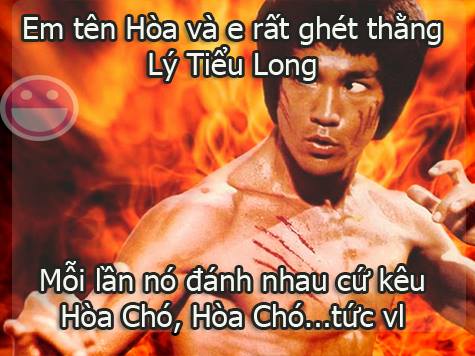 Em tên Hòa và e rất ghét thằng
Lý Tiểu Long
Mỗi lần nó đánh nhau cứ kêu
Hòa Chó, Hòa Chó...tức vl